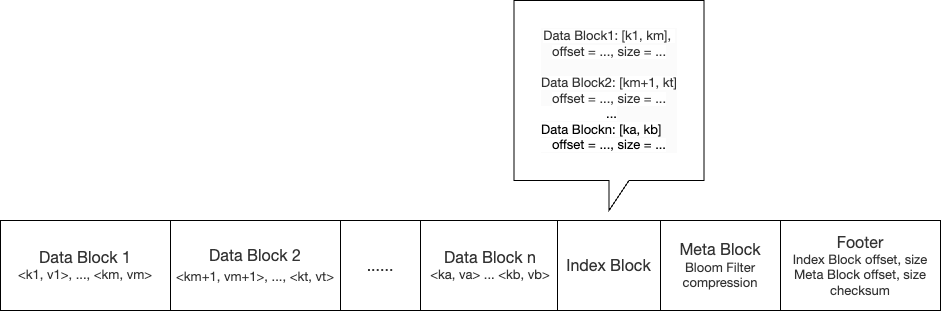 Data Block1: [k1, km],
offset = ..., size = ...
Data Block2: [km+1, kt]
offset = ..., size = ...
...
Data Blockn: [ka, kb]
offset = ..., size = ...
Data Block 1
<k1, v1>, ..., <km, vm>
Data Block 2
<km+1, vm+1>, ..., <kt, vt>
......
Data Block n
<ka, va> ... <kb, vb>
Index Block
Meta Block
Bloom Filter
compression
Footer
Index Block offset, size
Meta Block offset, size
checksum